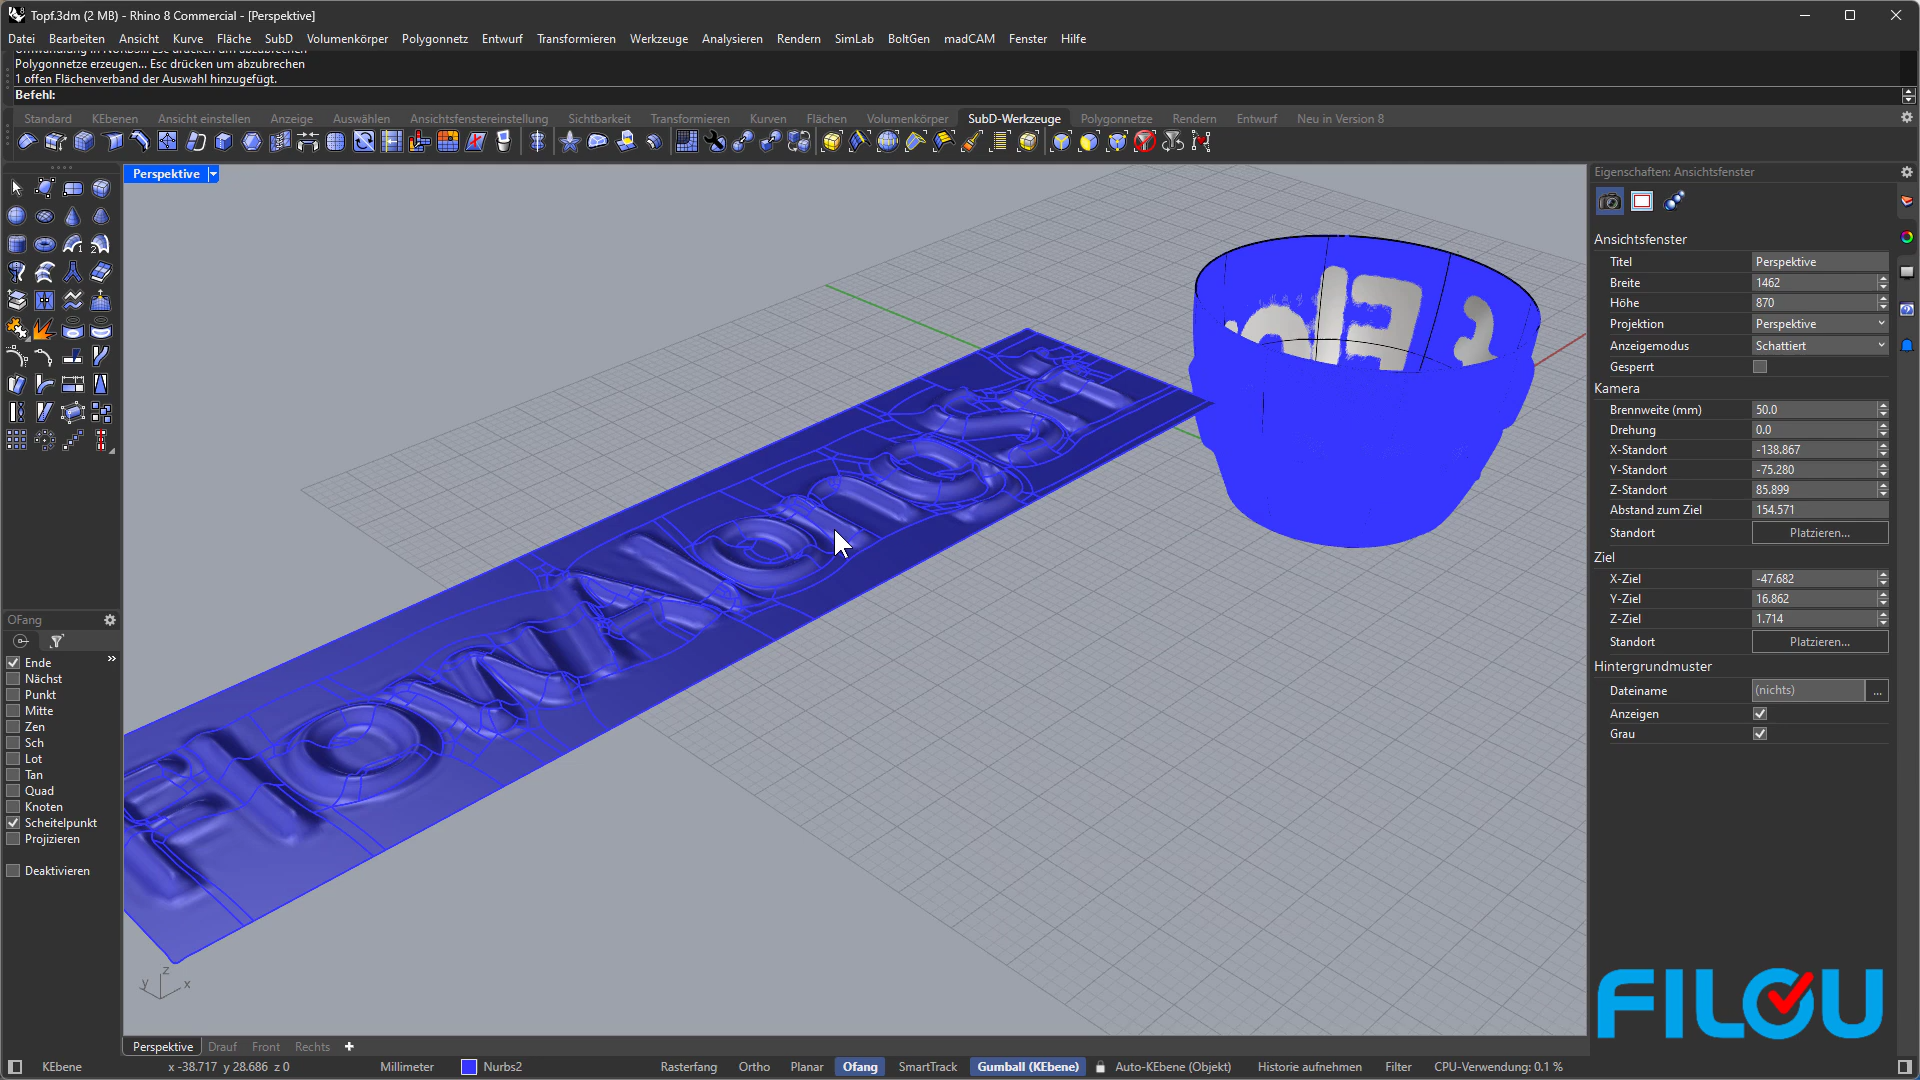 Topf.3dm (2 MB) - Rhino 8 Commercial - [Perspektive]
Datei Bearbeiten Ansicht Kurve Fläche SubD Volumenkörper Polygonnetz Entwurf Transformieren Werkzeuge Analysieren Rendern SimLab BoltGen madCAM Fenster Hilfe
Umwandlung in NURBS... Esc drücken um abzubrechen
Polygonnetze erzeugen... Esc drücken um abzubrechen
1 offen Flächenverband der Auswahl hinzugefügt.
Befehl:
Standard KEbenen Ansicht einstellen Anzeige Auswählen Ansichtsfenstereinstellung Sichtbarkeit Transformieren Kurven Flächen Volumenkörper SubD-Werkzeuge Polygonnetze Rendern Entwurf Neu in Version 8
Perspektive
Eigenschaften: Ansichtsfenster
Ansichtsfenster
Titel Perspektive
Breite 1462
Höhe 870
Projektion Perspektive
Anzeigemodus Schattiert
Gesperrt
Kamera
Brennweite (mm) 50.0
Drehung 0.0
X-Standort -138.867
Y-Standort -75.280
Z-Standort 85.899
Abstand zum Ziel 154.571
Standort Platzieren...
Ziel
X-Ziel -47.682
Y-Ziel 16.862
Z-Ziel 1.714
Standort Platzieren...
Hintergrundmuster
Dateiname (nichts) ...
Anzeigen
Grau
OFang
Ende »
Nächst
Punkt
Mitte
Zen
Sch
Lot
Tan
Quad
Knoten
Scheitelpunkt
Projizieren
Deaktivieren
z
y x
FILOU
Perspektive Drauf Front Rechts
KEbene x -38.717 y 28.686 z 0 Millimeter Nurbs2 Rasterfang Ortho Planar Ofang SmartTrack Gumball (KEbene) Auto-KEbene (Objekt) Historie aufnehmen Filter CPU-Verwendung: 0.1 %